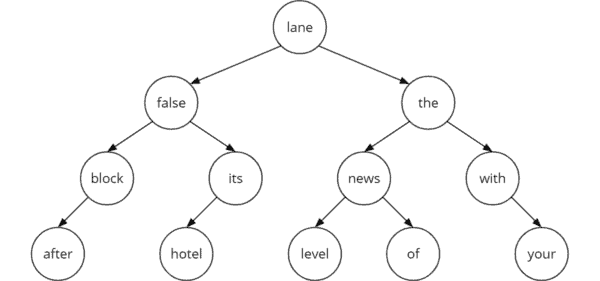 lane
false
the
block
its
news
with
after
hotel
level
of
your